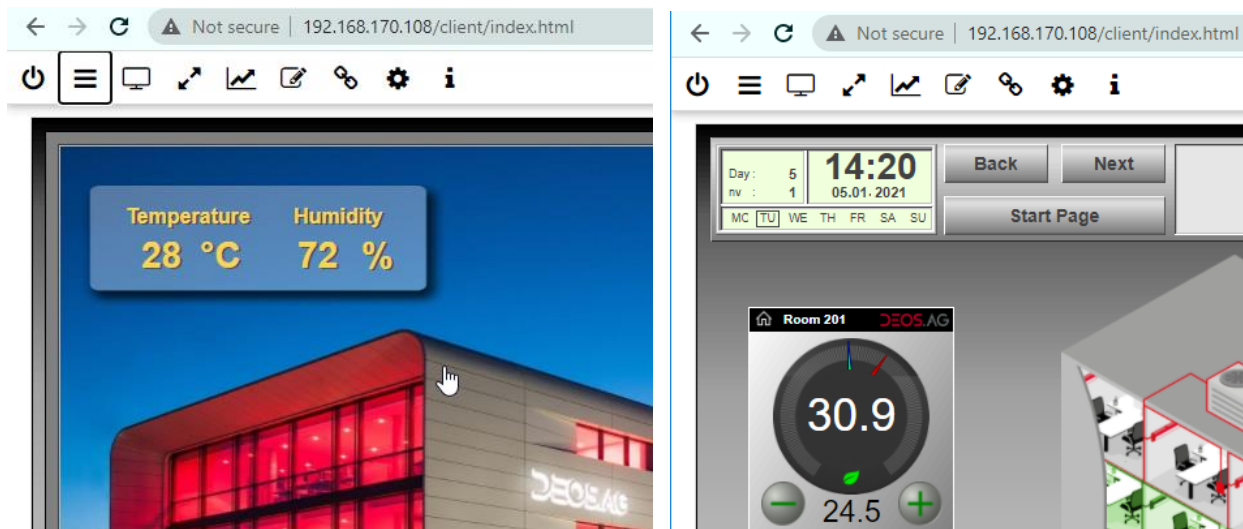 Not secure | 192.168.170.108/client/index.html
Temperature Humidity
28 °C 72 %
DEOS.AG
Not secure | 192.168.170.108/client/index.html
Day : 5
nv : 1
14:20
05.01.2021
MC TU WE TH FR SA SU
Back Next
Start Page
Room 201 DEOS.AG
30.9
24.5